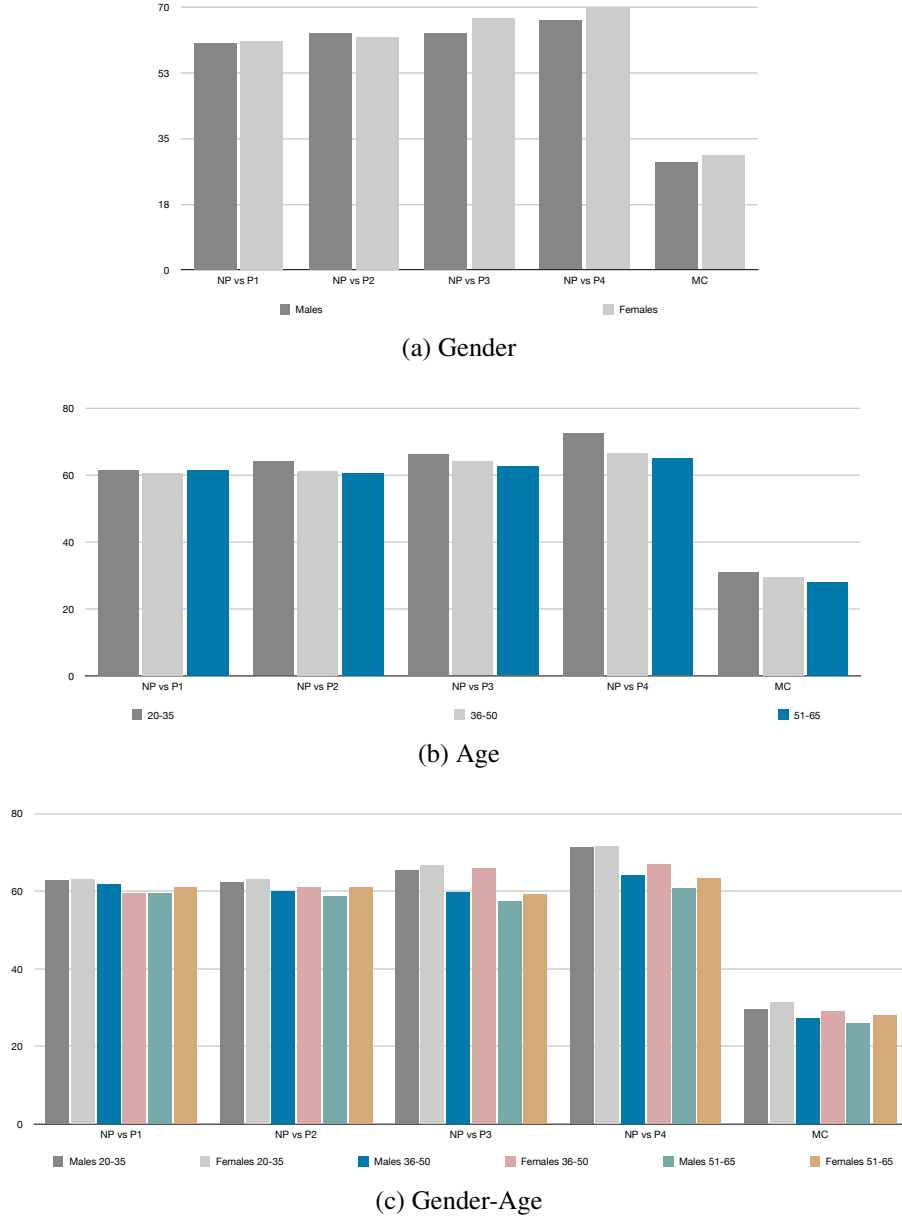 70
53
35
18
0
NP vs P1 NP vs P2 NP vs P3 NP vs P4 MC
Males Females
(a) Gender
80
60
40
20
0
NP vs P1 NP vs P2 NP vs P3 NP vs P4 MC
20-35 36-50 51-65
(b) Age
80
60
40
20
0
NP vs P1 NP vs P2 NP vs P3 NP vs P4 MC
Males 20-35 Females 20-35 Males 36-50 Females 36-50 Males 51-65 Females 51-65
(c) Gender-Age